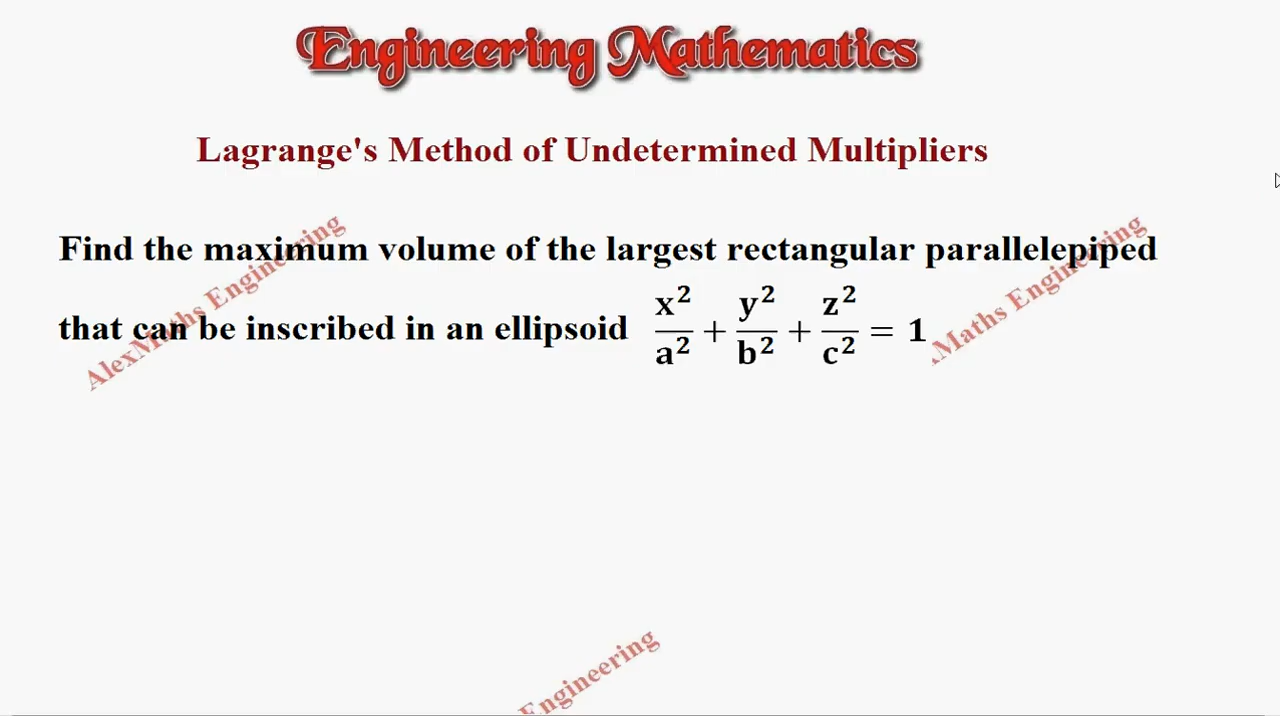 Engineering Mathematics
Lagrange's Method of Undetermined Multipliers
Find the maximum volume of the largest rectangular parallelepiped
that can be inscribed in an ellipsoid x²/a² + y²/b² + z²/c² = 1
AlexMaths Engineering
Maths Engineering
Engineering